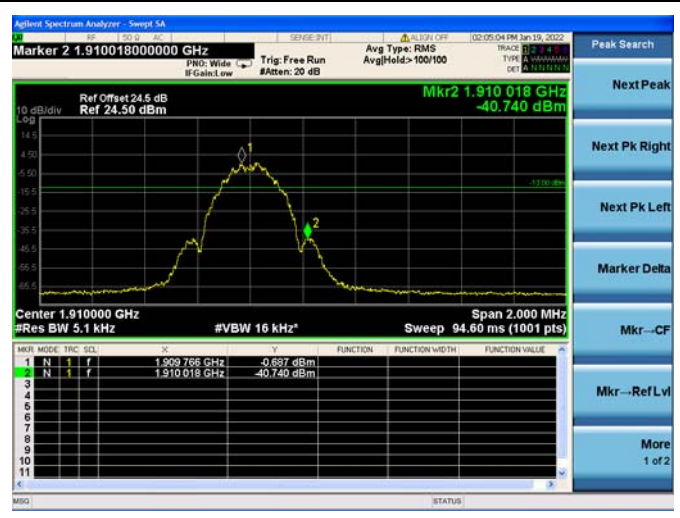 Agilent Spectrum Analyzer - Swept SA
RF 50 Ω AC SENSE:INT ALIGN OFF 02:05:04 PM Jan 19, 2022
Marker 2 1.910018000000 GHz
PNO: Wide
IFGain:Low
Trig: Free Run
#Atten: 20 dB
Avg Type: RMS
Avg|Hold:>100/100
TRACE 1 2 3 4 5 6
TYPE A WWWWW
DET A N N N N N
Peak Search
Next Peak
Next Pk Right
Next Pk Left
Marker Delta
Mkr→CF
Mkr→RefLvl
More
1 of 2
Ref Offset 24.5 dB
10 dB/div Ref 24.50 dBm
Log
Mkr2 1.910 018 GHz
-40.740 dBm
14.5
4.50
-5.50
-15.5
-25.5
-35.5
-45.5
-55.5
-65.5
1
2
-13.00 dBm
Center 1.910000 GHz Span 2.000 MHz
#Res BW 5.1 kHz #VBW 16 kHz* Sweep 94.60 ms (1001 pts)
MKR MODE TRC SCL X Y FUNCTION FUNCTION WIDTH FUNCTION VALUE
1 N 1 f 1.909 766 GHz -0.687 dBm
2 N 1 f 1.910 018 GHz -40.740 dBm
3
4
5
6
7
8
9
10
11
MSG STATUS